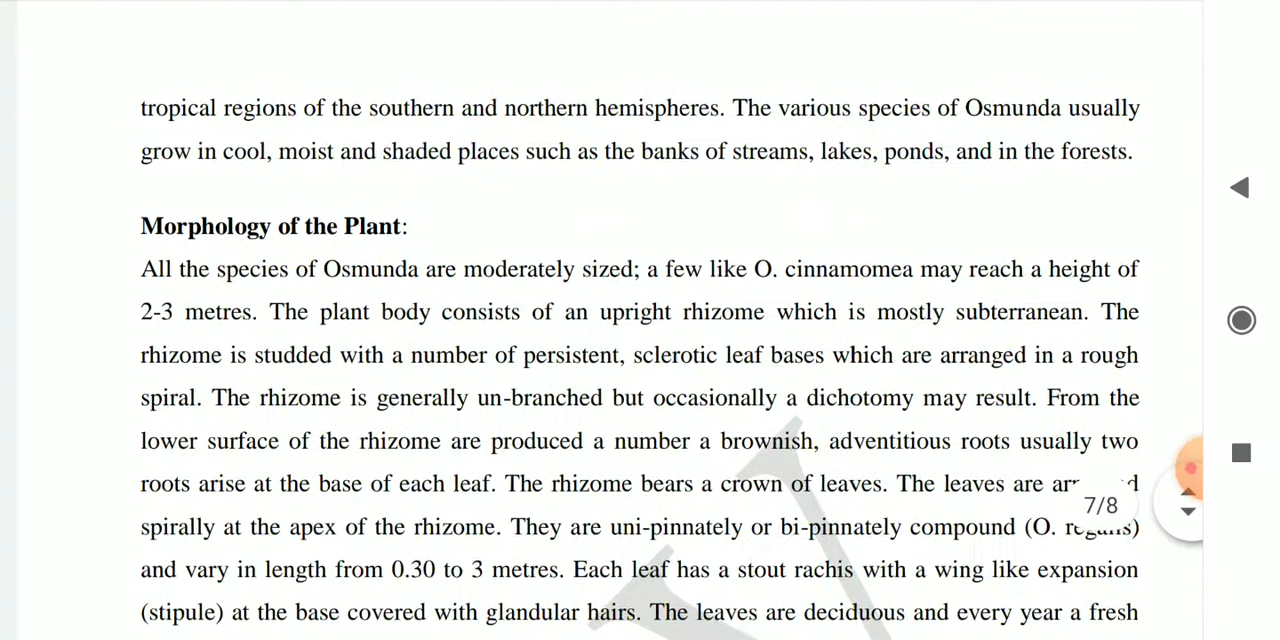 tropical regions of the southern and northern hemispheres. The various species of Osmunda usually
grow in cool, moist and shaded places such as the banks of streams, lakes, ponds, and in the forests.
Morphology of the Plant:
All the species of Osmunda are moderately sized; a few like O. cinnamomea may reach a height of
2-3 metres. The plant body consists of an upright rhizome which is mostly subterranean. The
rhizome is studded with a number of persistent, sclerotic leaf bases which are arranged in a rough
spiral. The rhizome is generally un-branched but occasionally a dichotomy may result. From the
lower surface of the rhizome are produced a number a brownish, adventitious roots usually two
roots arise at the base of each leaf. The rhizome bears a crown of leaves. The leaves are
7/8
spirally at the apex of the rhizome. They are uni-pinnately or bi-pinnately compound (O. regalis)
and vary in length from 0.30 to 3 metres. Each leaf has a stout rachis with a wing like expansion
(stipule) at the base covered with glandular hairs. The leaves are deciduous and every year a fresh